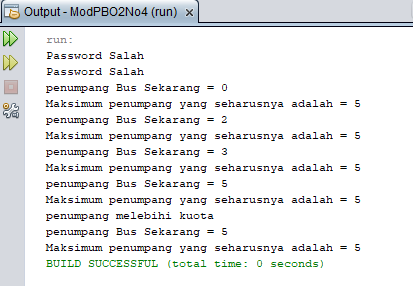 Output - ModPBO2No4 (run)
run:
Password Salah
Password Salah
penumpang Bus Sekarang = 0
Maksimum penumpang yang seharusnya adalah = 5
penumpang Bus Sekarang = 2
Maksimum penumpang yang seharusnya adalah = 5
penumpang Bus Sekarang = 3
Maksimum penumpang yang seharusnya adalah = 5
penumpang Bus Sekarang = 5
Maksimum penumpang yang seharusnya adalah = 5
penumpang melebihi kuota
penumpang Bus Sekarang = 5
Maksimum penumpang yang seharusnya adalah = 5
BUILD SUCCESSFUL (total time: 0 seconds)